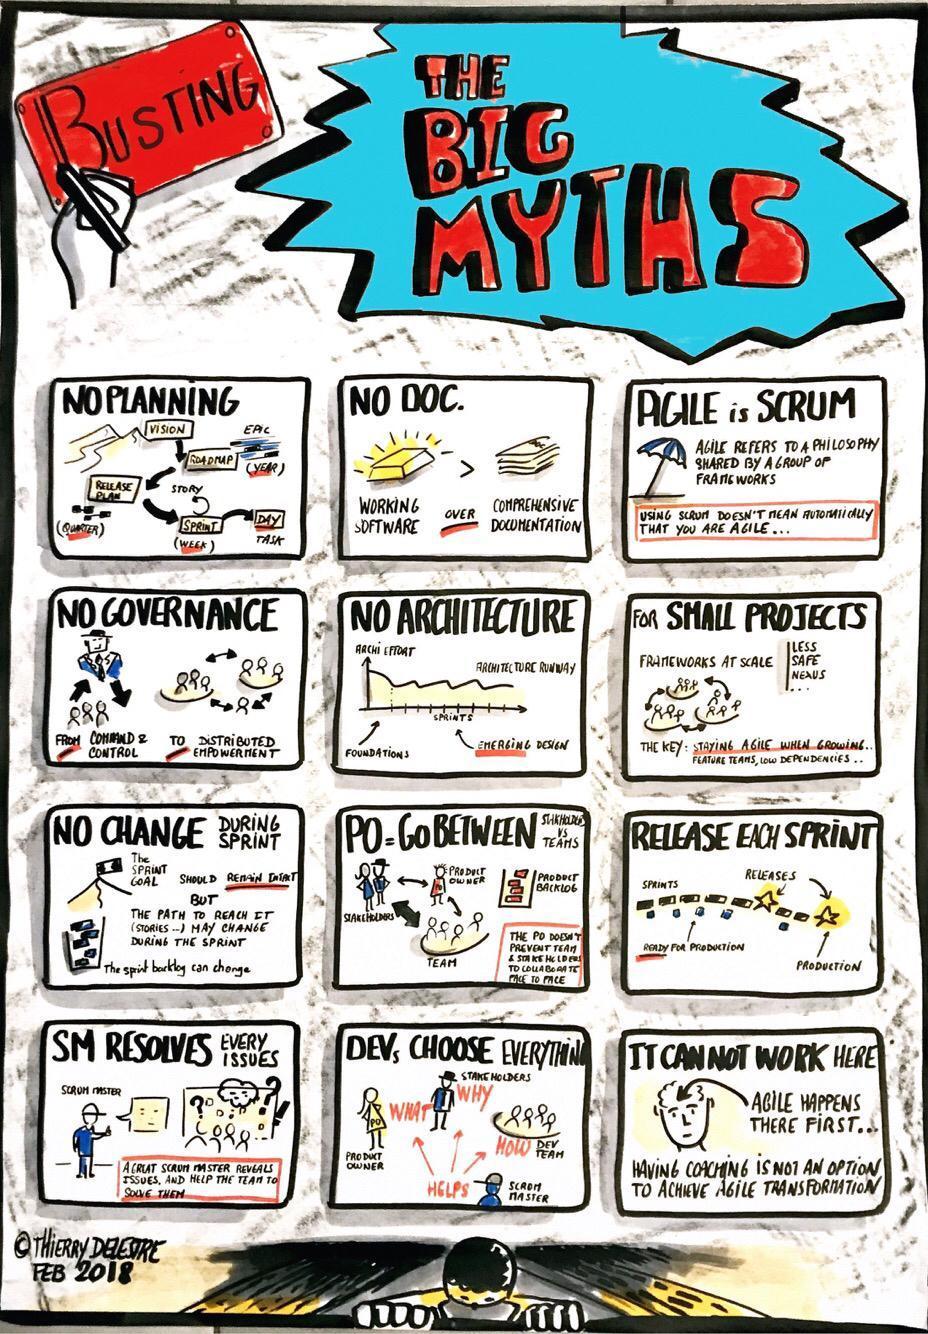 BUSTING
THE
BIG
MYTHS
NO PLANNING
VISION
EPIC
ROADMAP
(YEAR)
RELEASE
PLAN
STORY
(QUARTER)
SPRINT
DAY
(WEEK)
TASK
NO DOC.
DOC
>
WORKING
SOFTWARE
OVER
COMPREHENSIVE
DOCUMENTATION
AGILE is SCRUM
AGILE REFERS TO A PHILOSOPHY
SHARED BY A GROUP OF
FRAMEWORKS
USING SCRUM DOESN'T MEAN AUTOMATICALLY
THAT YOU ARE AGILE...
NO GOVERNANCE
FROM COMMAND &
CONTROL
TO DISTRIBUTED
EMPOWERMENT
NO ARCHITECTURE
ARCHI EFFORT
ARCHITECTURE RUNWAY
SPRINTS
FOUNDATIONS
EMERGING DESIGN
FOR SMALL PROJECTS
FRAMEWORKS AT SCALE
LESS
SAFE
NEXUS
...
THE KEY: STAYING AGILE WHEN GROWING..
FEATURE TEAMS, LOW DEPENDENCIES..
NO CHANGE DURING
SPRINT
The
SPRINT
GOAL
SHOULD REMAIN INTACT
BUT
THE PATH TO REACH IT
(STORIES...) MAY CHANGE
DURING THE SPRINT
The sprint backlog can change
PO = GO BETWEEN
STAKEHOLDERS
VS
TEAMS
PRODUCT
OWNER
PRODUCT
BACKLOG
STAKEHOLDERS
TEAM
THE PO DOESN'T
PREVENT TEAM
& STAKEHOLDERS
TO COLLABORATE
FACE TO FACE
RELEASE EACH SPRINT
SPRINTS
RELEASES
READY FOR PRODUCTION
PRODUCTION
SM RESOLVES EVERY
ISSUES
SCRUM MASTER
A GREAT SCRUM MASTER REVEALS
ISSUES, AND HELP THE TEAM TO
SOLVE THEM
DEVs CHOOSE EVERYTHING
STAKEHOLDERS
WHAT
WHY
PO
HOW
DEV
TEAM
PRODUCT
OWNER
HELPS
SCRUM
MASTER
IT CANNOT WORK HERE
AGILE HAPPENS
THERE FIRST...
HAVING COACHING IS NOT AN OPTION
TO ACHIEVE AGILE TRANSFORMATION
© THIERRY DELESTRE
FEB 2018